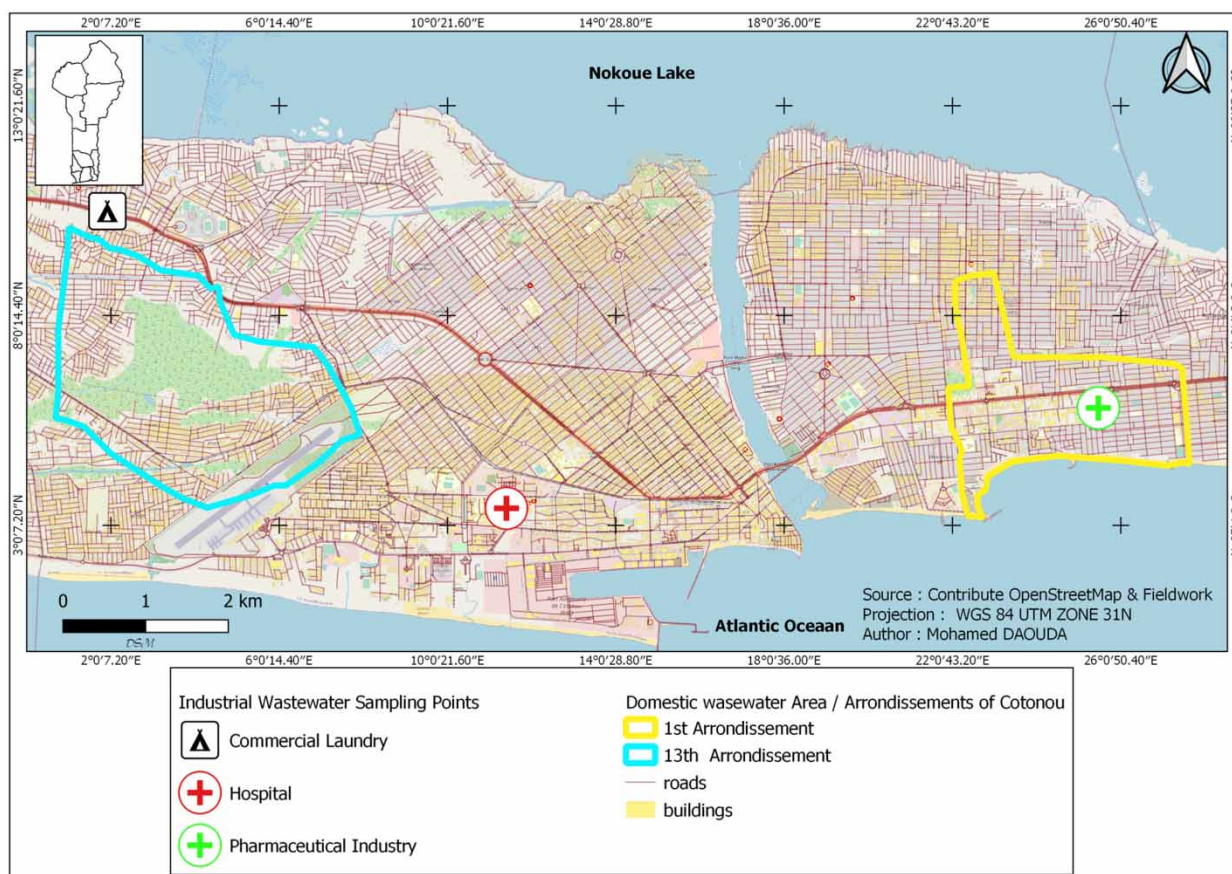 2°0′7.20″E 6°0′14.40″E 10°0′21.60″E 14°0′28.80″E 18°0′36.00″E 22°0′43.20″E 26°0′50.40″E
Nokoue Lake
13°0′21.60″N
8°0′14.40″N
3°0′7.20″N
0 1 2 km
Source : Contribute OpenStreetMap & Fieldwork
Projection : WGS 84 UTM ZONE 31N
Author : Mohamed DAOUDA
Atlantic Oceaan
2°0′7.20″E 6°0′14.40″E 10°0′21.60″E 14°0′28.80″E 18°0′36.00″E 22°0′43.20″E 26°0′50.40″E
Industrial Wastewater Sampling Points
Commercial Laundry
Hospital
Pharmaceutical Industry
Domestic wasewater Area / Arrondissements of Cotonou
1st Arrondissement
13th Arrondissement
roads
buildings